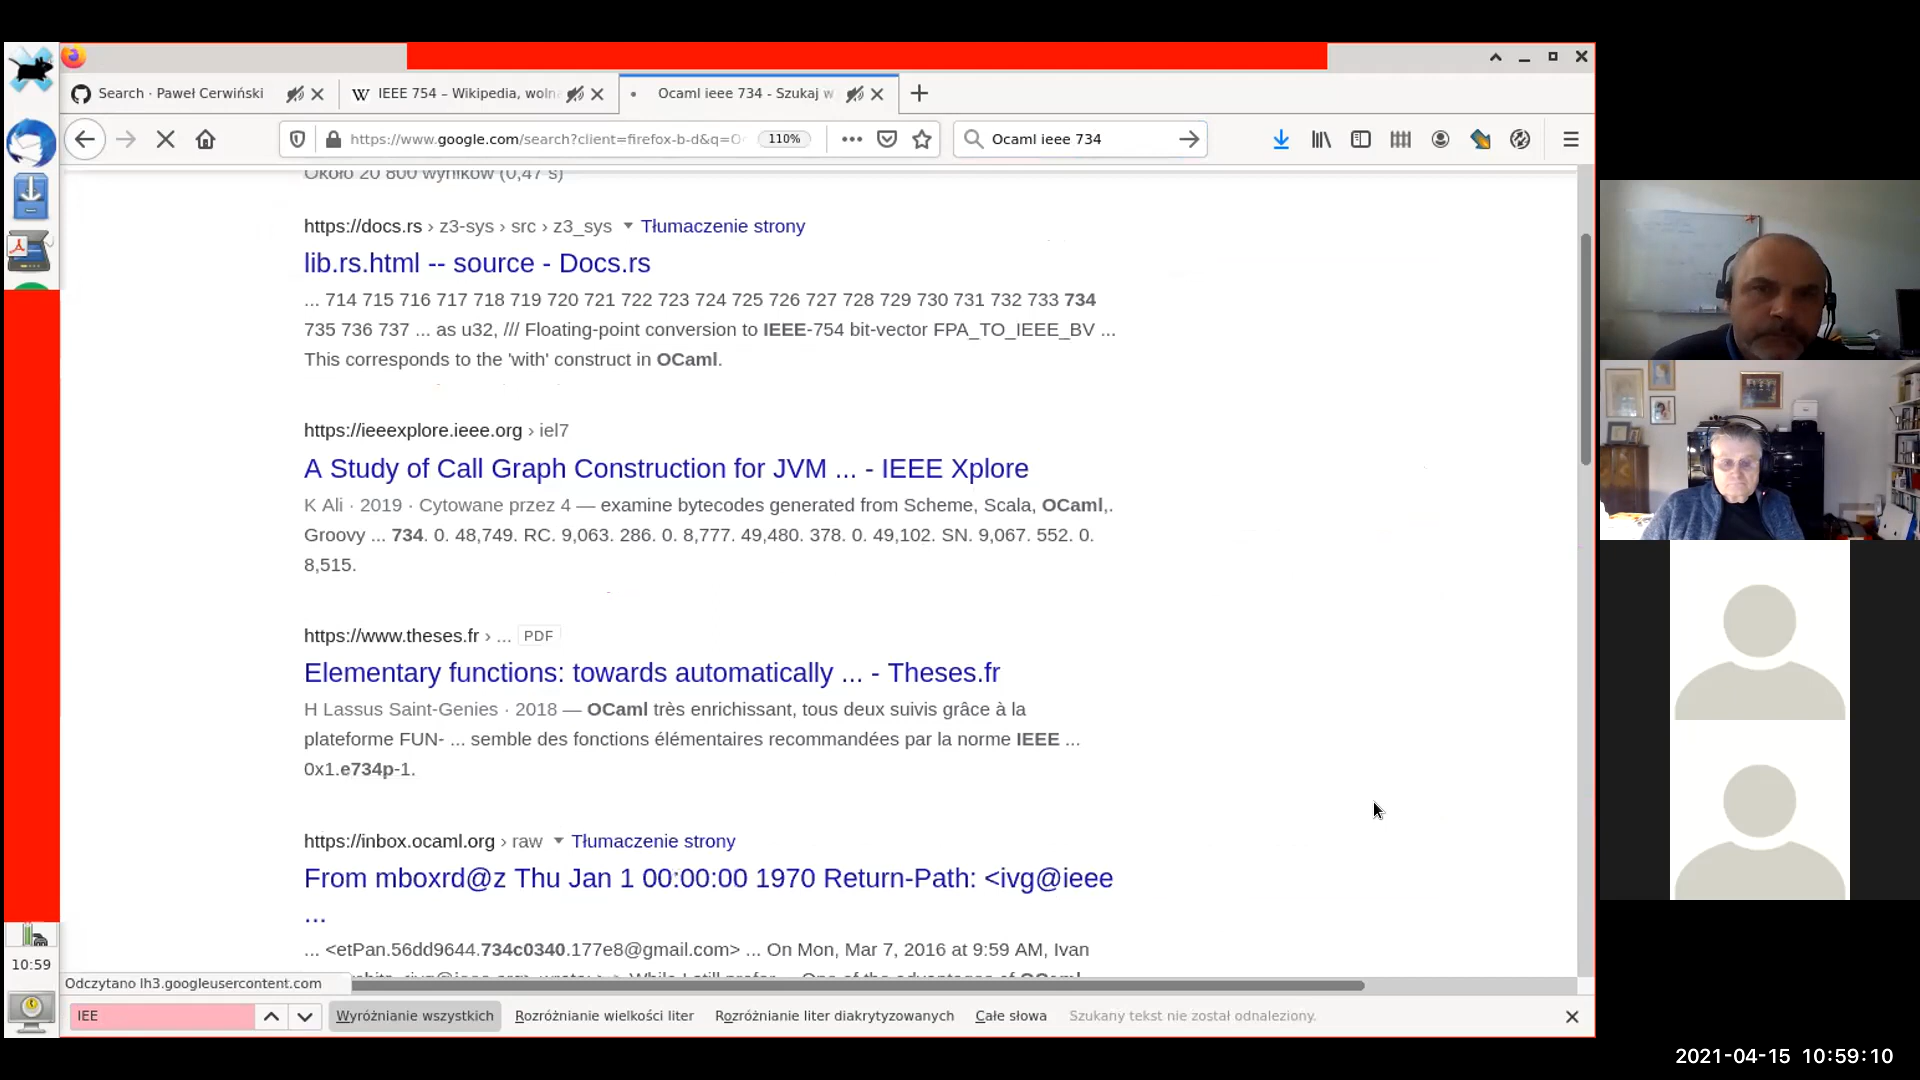 Search · Paweł Cerwiński
IEEE 754 – Wikipedia, woln
Ocaml ieee 734 - Szukaj w
https://www.google.com/search?client=firefox-b-d&q=O
110%
Ocaml ieee 734
Około 20 800 wyników (0,47 s)
https://docs.rs › z3-sys › src › z3_sys Tłumaczenie strony
lib.rs.html -- source - Docs.rs
... 714 715 716 717 718 719 720 721 722 723 724 725 726 727 728 729 730 731 732 733 734
735 736 737 ... as u32, /// Floating-point conversion to IEEE-754 bit-vector FPA_TO_IEEE_BV ...
This corresponds to the 'with' construct in OCaml.
https://ieeexplore.ieee.org › iel7
A Study of Call Graph Construction for JVM ... - IEEE Xplore
K Ali · 2019 · Cytowane przez 4 — examine bytecodes generated from Scheme, Scala, OCaml,.
Groovy ... 734. 0. 48,749. RC. 9,063. 286. 0. 8,777. 49,480. 378. 0. 49,102. SN. 9,067. 552. 0.
8,515.
https://www.theses.fr › ... PDF
Elementary functions: towards automatically ... - Theses.fr
H Lassus Saint-Genies · 2018 — OCaml très enrichissant, tous deux suivis grâce à la
plateforme FUN- ... semble des fonctions élémentaires recommandées par la norme IEEE ...
0x1.e734p-1.
https://inbox.ocaml.org › raw Tłumaczenie strony
From mboxrd@z Thu Jan 1 00:00:00 1970 Return-Path: <ivg@ieee
...
... <etPan.56dd9644.734c0340.177e8@gmail.com> ... On Mon, Mar 7, 2016 at 9:59 AM, Ivan
10:59
Odczytano lh3.googleusercontent.com
IEE
Wyróżnianie wszystkich
Rozróżnianie wielkości liter
Rozróżnianie liter diakrytyzowanych
Całe słowa
Szukany tekst nie został odnaleziony.
2021-04-15 10:59:10